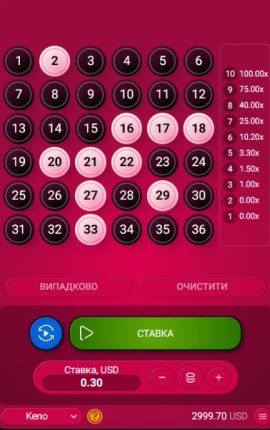 1 2 3 4 5 6
7 8 9 10 11 12
13 14 15 16 17 18
19 20 21 22 23 24
25 26 27 28 29 30
31 32 33 34 35 36
10 100.00x
9 75.00x
8 40.00x
7 25.00x
6 10.20x
5 3.30x
4 1.50x
3 1.00x
2 0.00x
1 0.00x
ВИПАДКОВО
ОЧИСТИТИ
СТАВКА
Ставка, USD
0.30
Keno
2999.70 USD